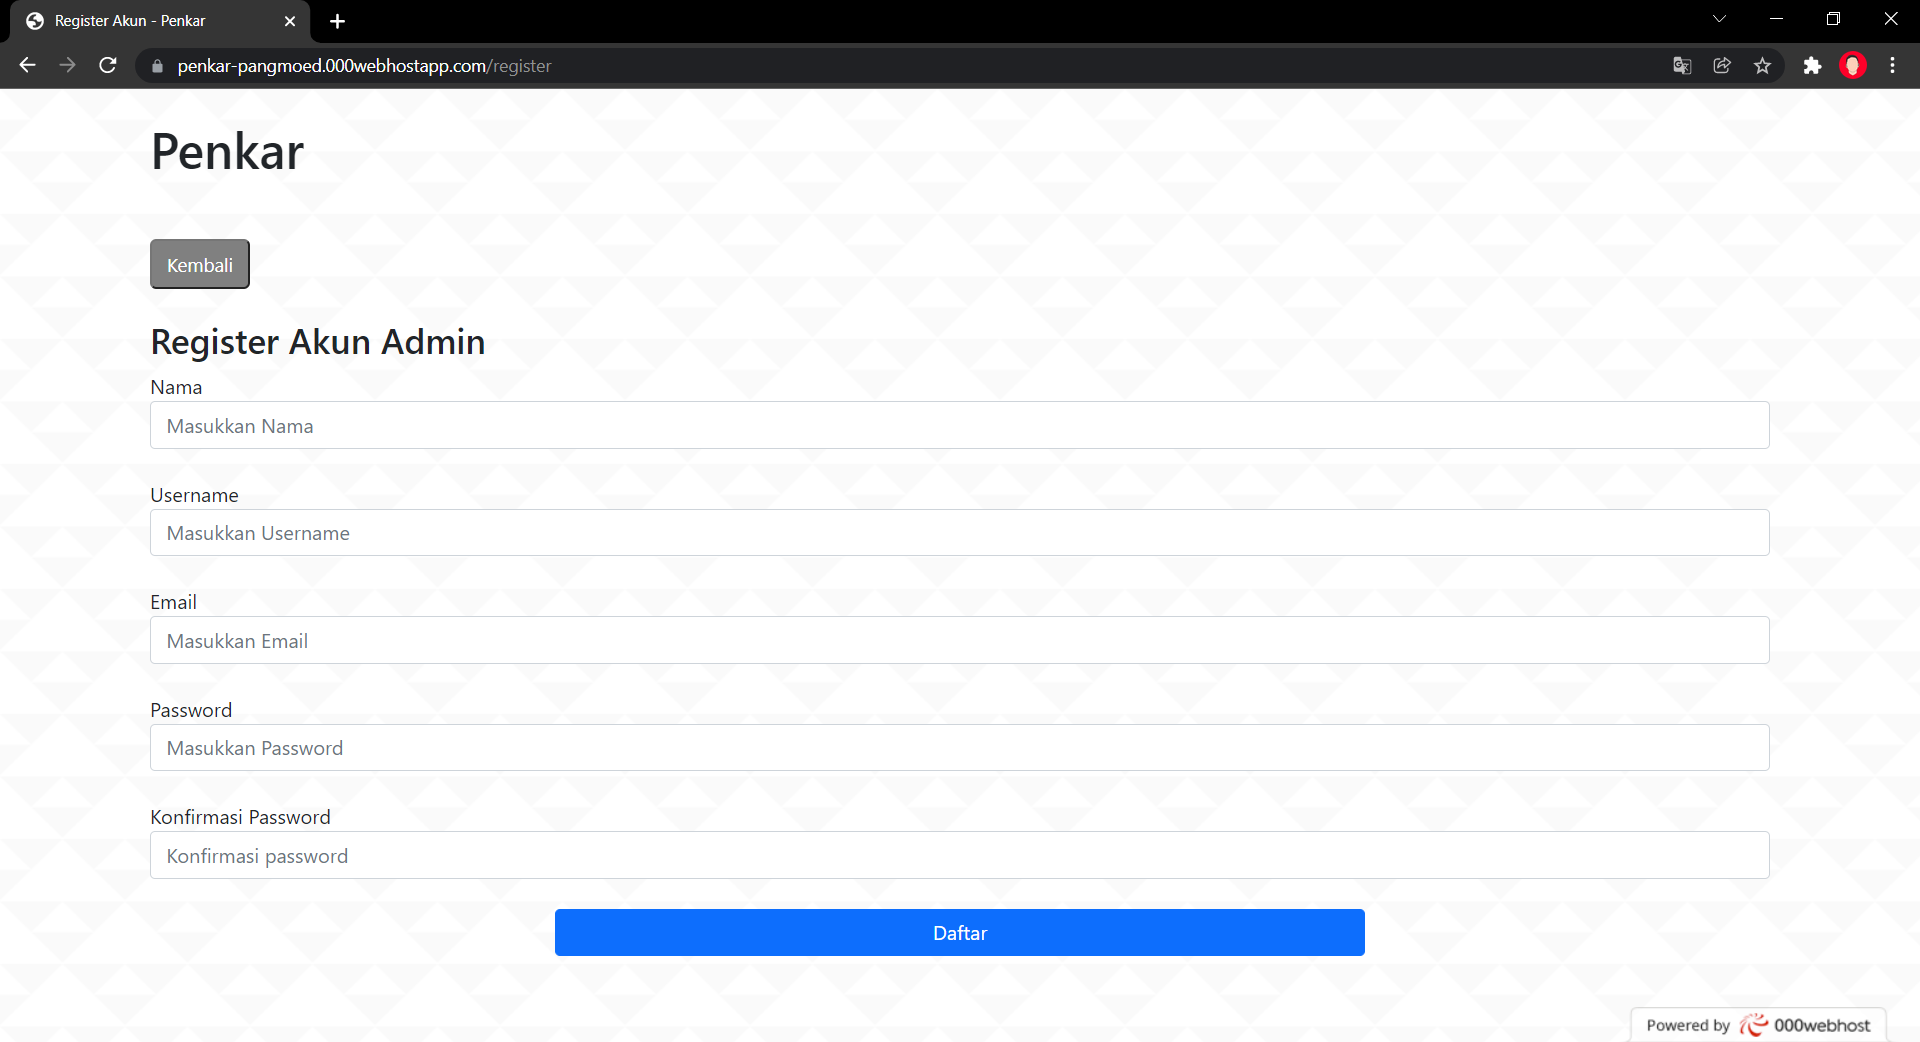 Register Akun - Penkar
penkar-pangmoed.000webhostapp.com/register
Penkar
Kembali
Register Akun Admin
Nama
Masukkan Nama
Username
Masukkan Username
Email
Masukkan Email
Password
Masukkan Password
Konfirmasi Password
Konfirmasi password
Daftar
Powered by 000webhost